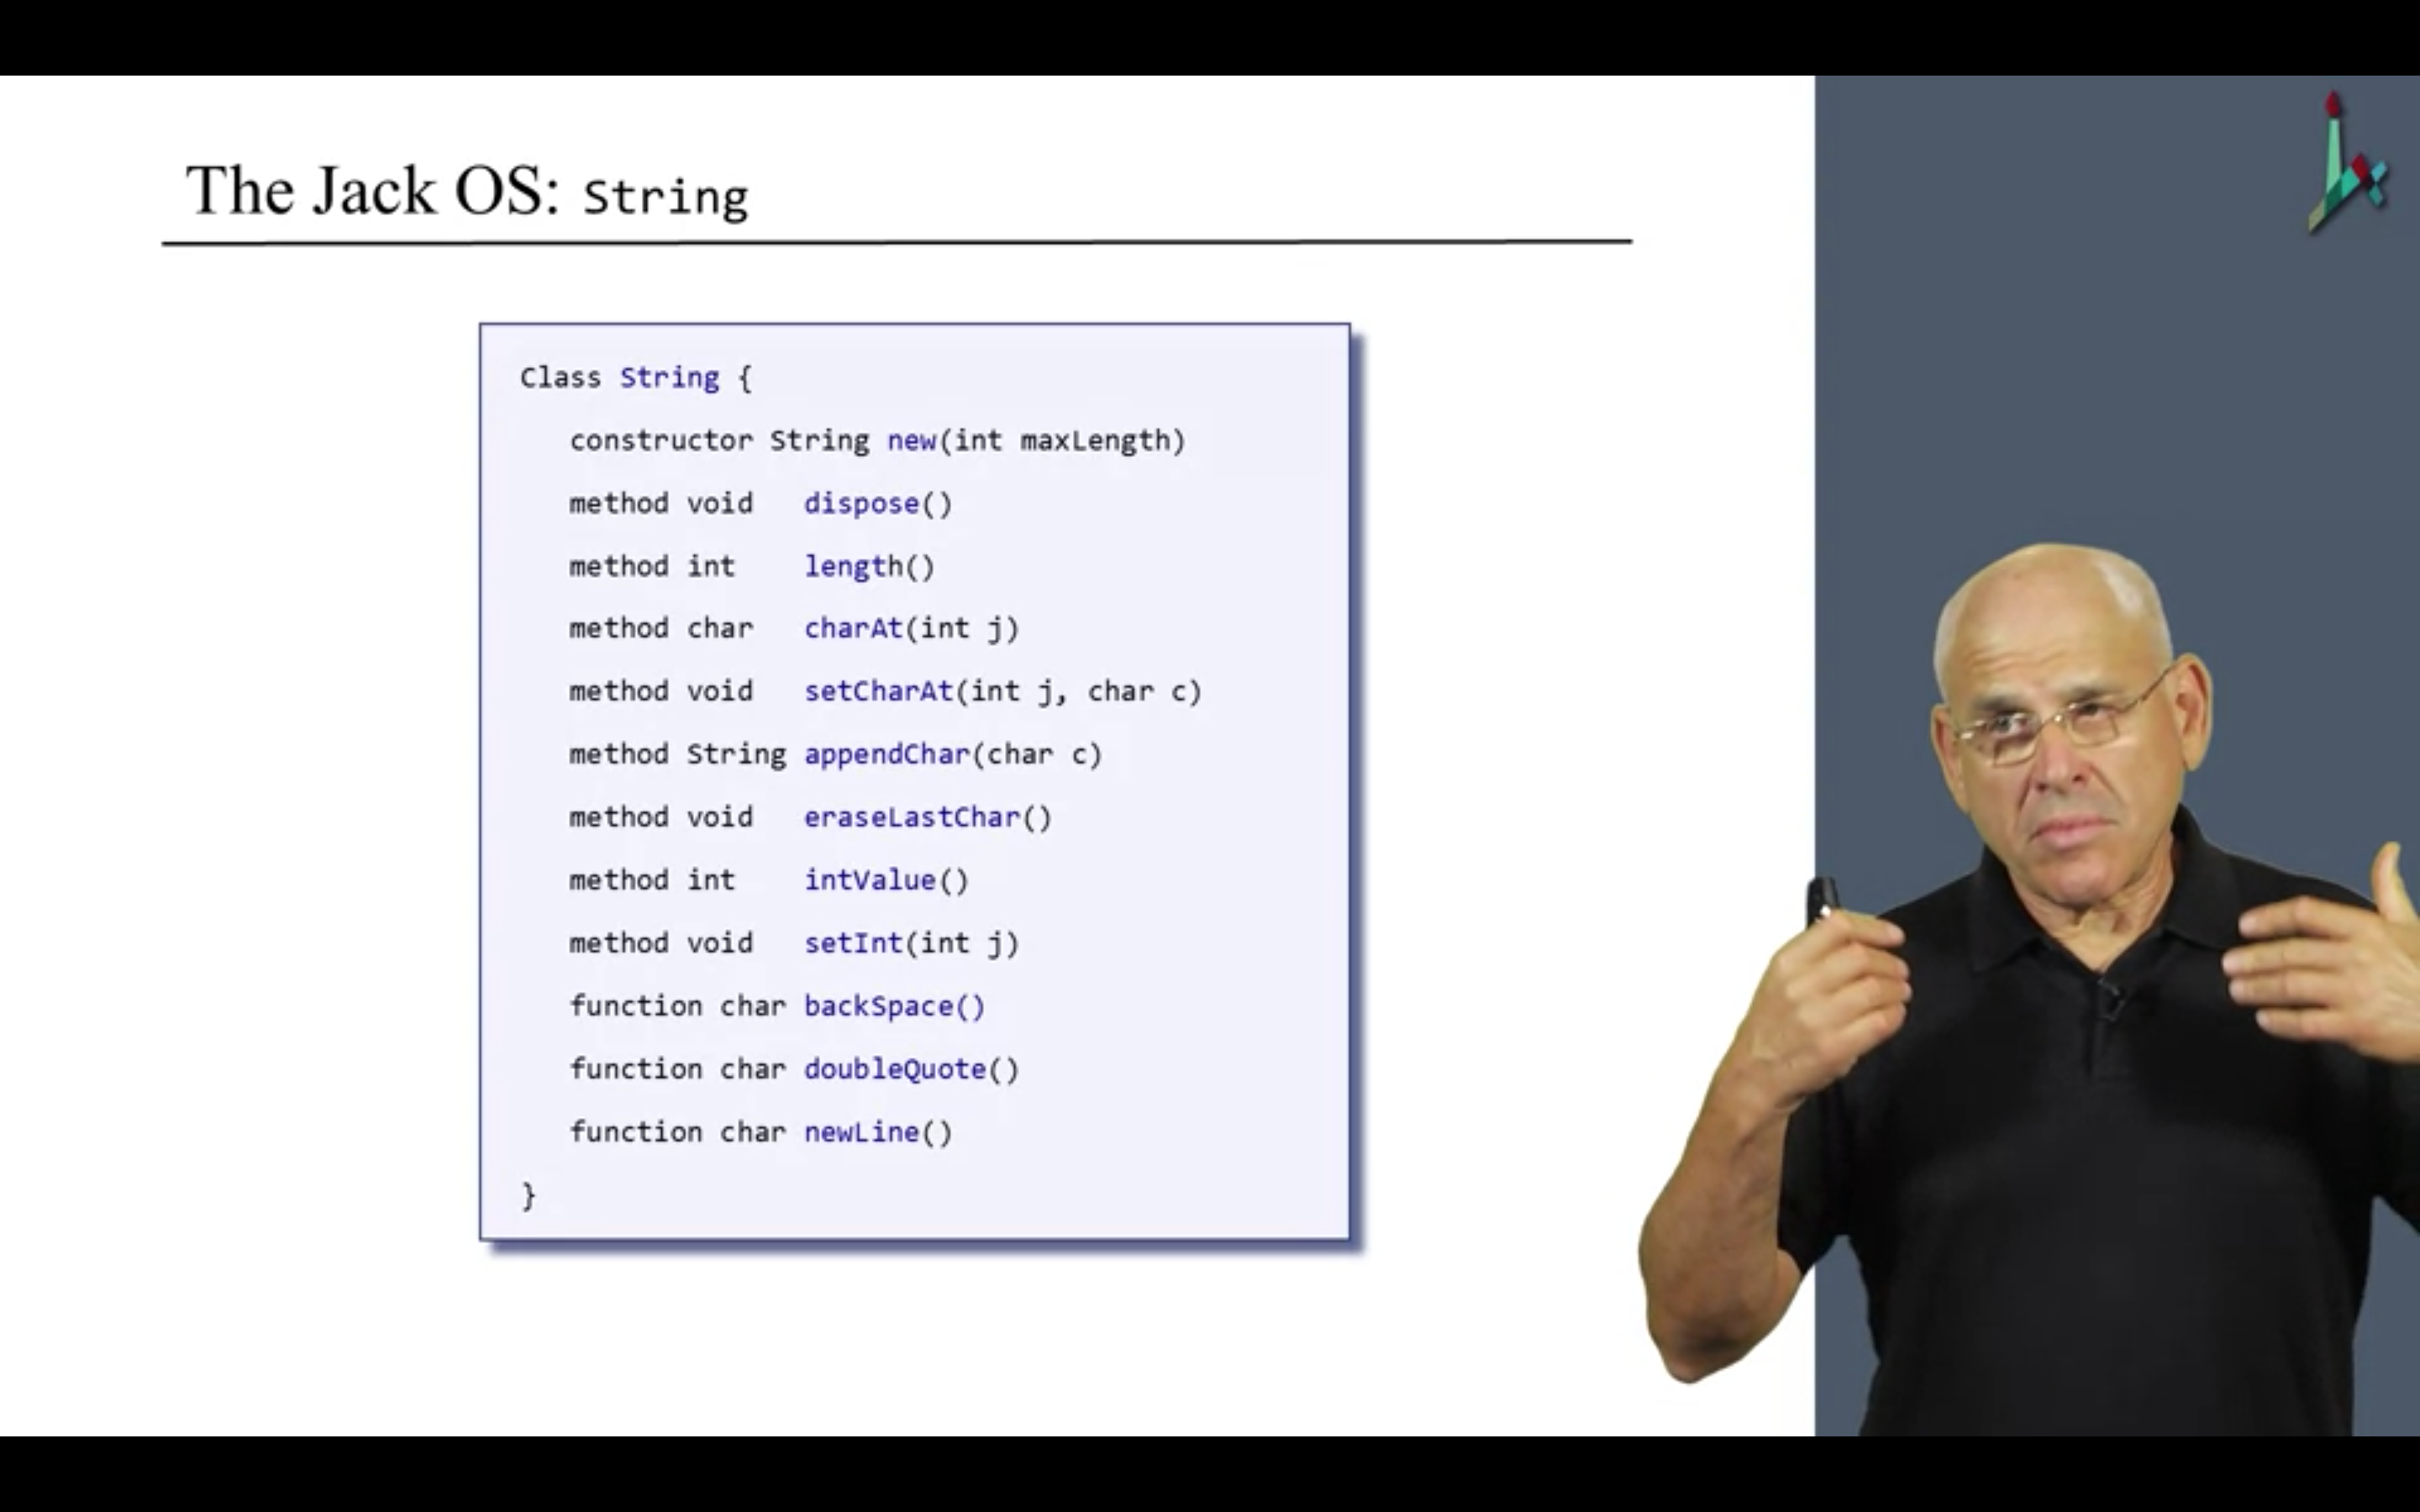 The Jack OS: String
Class String {
constructor String new(int maxLength)
method void dispose()
method int length()
method char charAt(int j)
method void setCharAt(int j, char c)
method String appendChar(char c)
method void eraseLastChar()
method int intValue()
method void setInt(int j)
function char backSpace()
function char doubleQuote()
function char newLine()
}